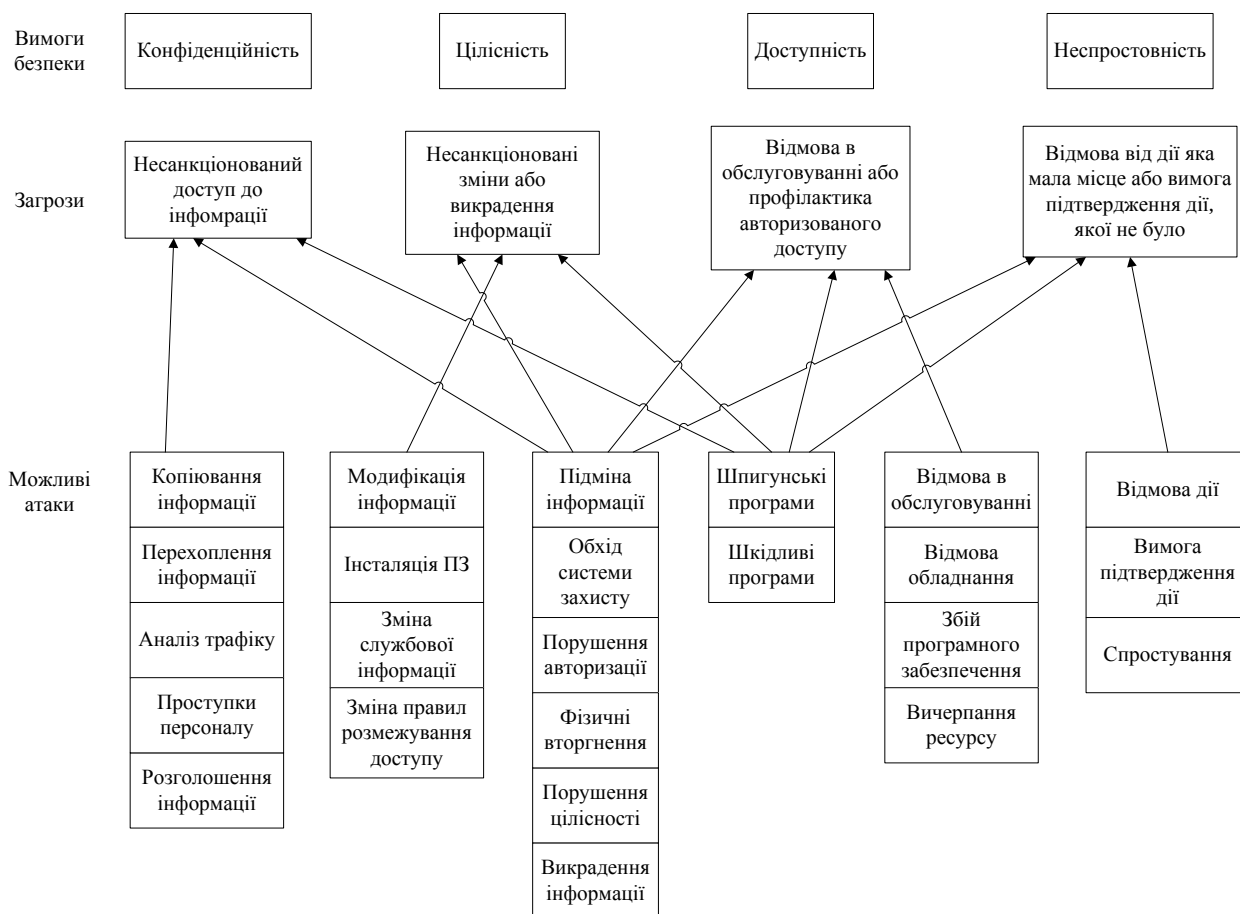 Вимоги
безпеки
Конфіденційність
Цілісність
Доступність
Неспростовність
Загрози
Несанкціонований
доступ до
інфомрації
Несанкціоновані
зміни або
викрадення
інформації
Відмова в
обслуговуванні або
профілактика
авторизованого
доступу
Відмова від дії яка
мала місце або вимога
підтвердження дії,
якої не було
Можливі
атаки
Копіювання
інформації
Перехоплення
інформації
Аналіз трафіку
Проступки
персоналу
Розголошення
інформації
Модифікація
інформації
Інсталяція ПЗ
Зміна
службової
інформації
Зміна правил
розмежування
доступу
Підміна
інформації
Обхід
системи
захисту
Порушення
авторизації
Фізичні
вторгнення
Порушення
цілісності
Викрадення
інформації
Шпигунські
програми
Шкідливі
програми
Відмова в
обслуговуванні
Відмова
обладнання
Збій
програмного
забезпечення
Вичерпання
ресурсу
Відмова дії
Вимога
підтвердження
дії
Спростування